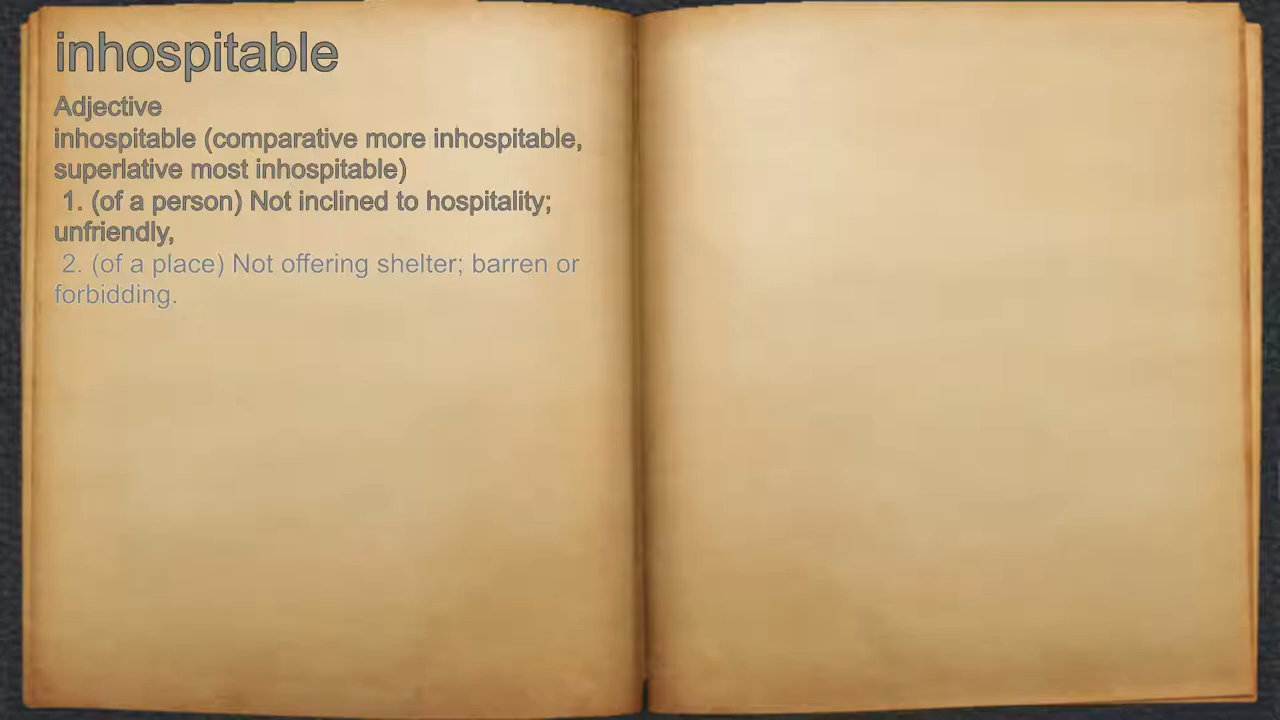 inhospitable
Adjective
inhospitable (comparative more inhospitable,
superlative most inhospitable)
1. (of a person) Not inclined to hospitality;
unfriendly,
2. (of a place) Not offering shelter; barren or
forbidding.